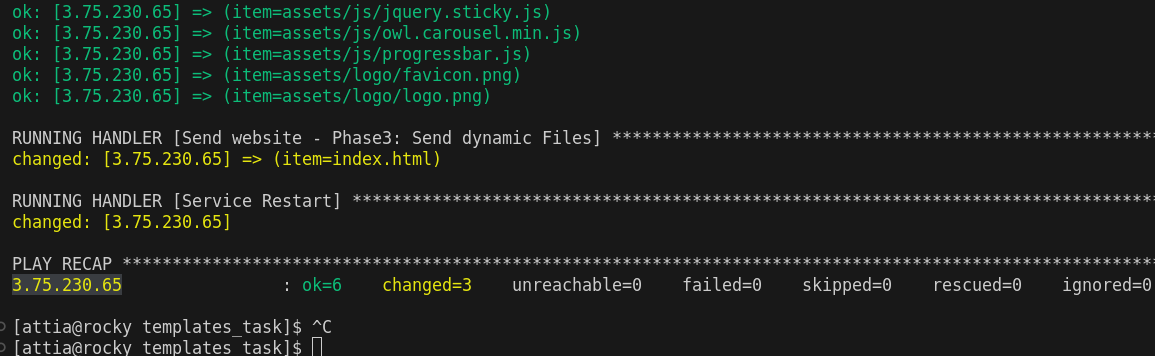 ok: [3.75.230.65] => (item=assets/js/jquery.sticky.js)
ok: [3.75.230.65] => (item=assets/js/owl.carousel.min.js)
ok: [3.75.230.65] => (item=assets/js/progressbar.js)
ok: [3.75.230.65] => (item=assets/logo/favicon.png)
ok: [3.75.230.65] => (item=assets/logo/logo.png)
RUNNING HANDLER [Send website - Phase3: Send dynamic Files] *******************************************************
changed: [3.75.230.65] => (item=index.html)
RUNNING HANDLER [Service Restart] *********************************************************************************
changed: [3.75.230.65]
PLAY RECAP ********************************************************************************************************
3.75.230.65 : ok=6 changed=3 unreachable=0 failed=0 skipped=0 rescued=0 ignored=0
[attia@rocky templates_task]$ ^C
[attia@rocky templates_task]$